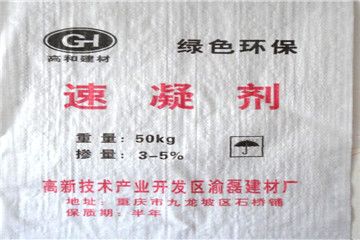 GH
绿色环保
高和建材
速凝剂
重量：50kg
掺量：3-5%
高新技术产业开发区渝磊建材厂
地址：重庆市九龙坡区石桥铺
保质期：半年